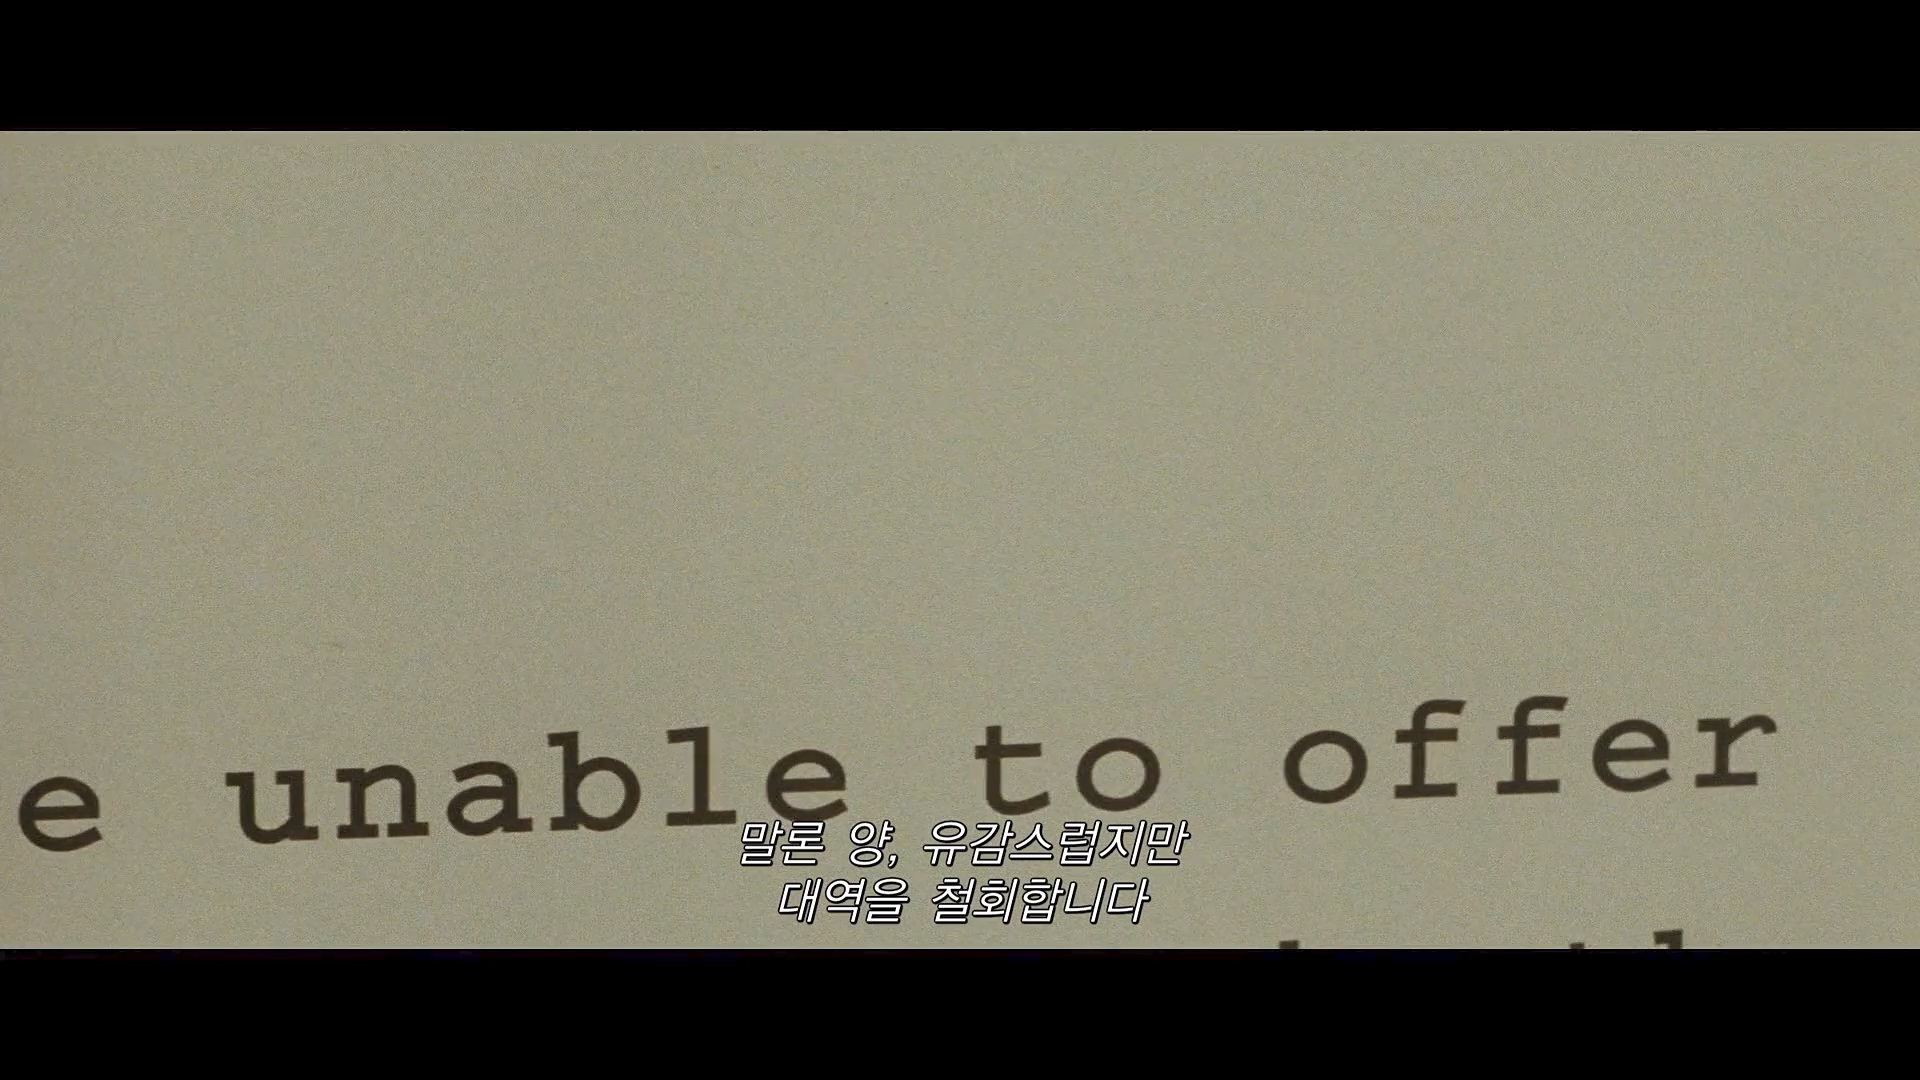 e unable to offer
말론 양, 유감스럽지만
대역을 철회합니다